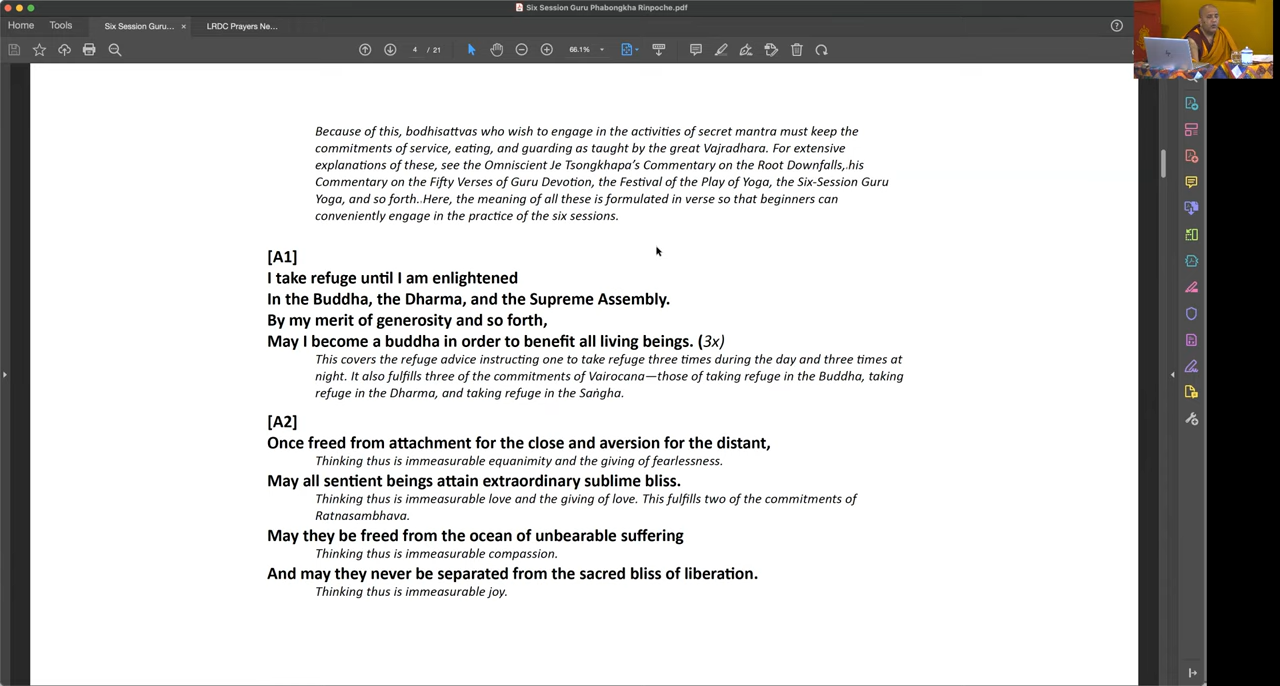 Six Session Guru Phabongkha Rinpoche.pdf
Home Tools Six Session Guru... × LRDC Prayers Ne...
4 / 21 66.1%
Because of this, bodhisattvas who wish to engage in the activities of secret mantra must keep the
commitments of service, eating, and guarding as taught by the great Vajradhara. For extensive
explanations of these, see the Omniscient Je Tsongkhapa's Commentary on the Root Downfalls,.his
Commentary on the Fifty Verses of Guru Devotion, the Festival of the Play of Yoga, the Six-Session Guru
Yoga, and so forth..Here, the meaning of all these is formulated in verse so that beginners can
conveniently engage in the practice of the six sessions.
[A1]
I take refuge until I am enlightened
In the Buddha, the Dharma, and the Supreme Assembly.
By my merit of generosity and so forth,
May I become a buddha in order to benefit all living beings. (3x)
This covers the refuge advice instructing one to take refuge three times during the day and three times at
night. It also fulfills three of the commitments of Vairocana—those of taking refuge in the Buddha, taking
refuge in the Dharma, and taking refuge in the Saṅgha.
[A2]
Once freed from attachment for the close and aversion for the distant,
Thinking thus is immeasurable equanimity and the giving of fearlessness.
May all sentient beings attain extraordinary sublime bliss.
Thinking thus is immeasurable love and the giving of love. This fulfills two of the commitments of
Ratnasambhava.
May they be freed from the ocean of unbearable suffering
Thinking thus is immeasurable compassion.
And may they never be separated from the sacred bliss of liberation.
Thinking thus is immeasurable joy.